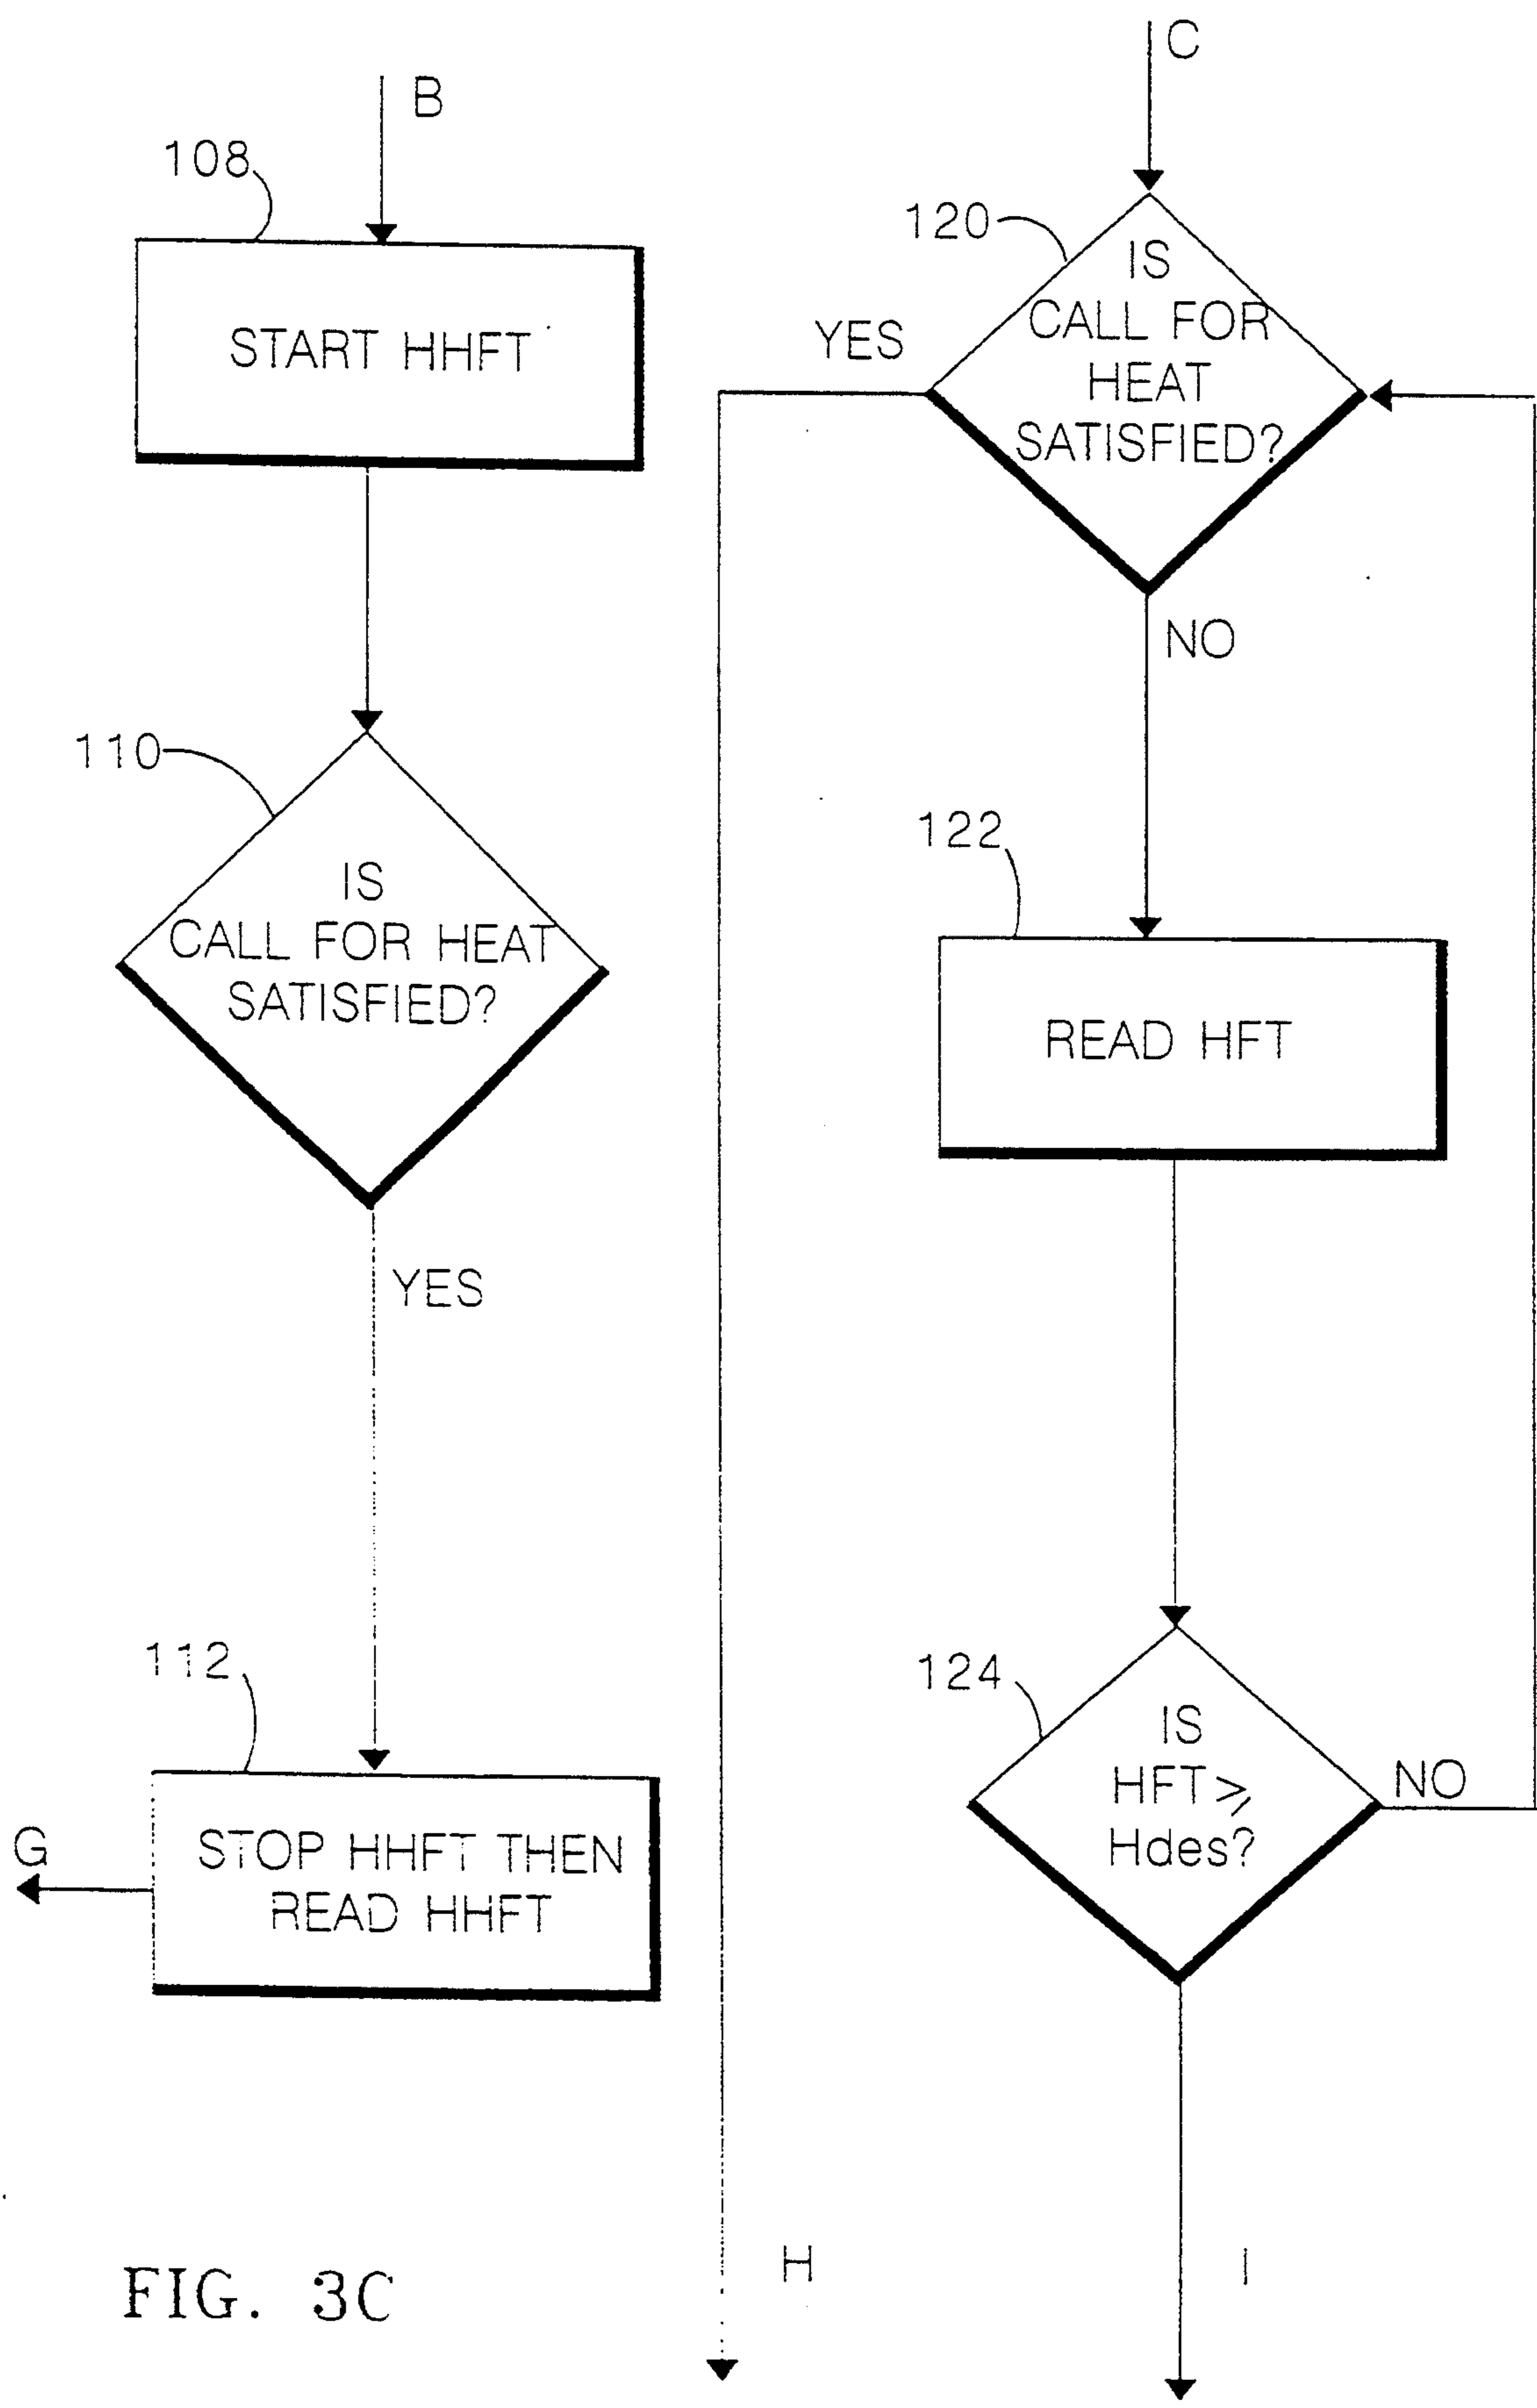 B
108
START HHFT
110
IS
CALL FOR HEAT
SATISFIED?
YES
112
STOP HHFT THEN
READ HHFT
G
C
120
IS
CALL FOR
HEAT
SATISFIED?
YES
NO
122
READ HFT
124
IS
HFT ⩾
Hdes?
NO
H
I
FIG. 3C